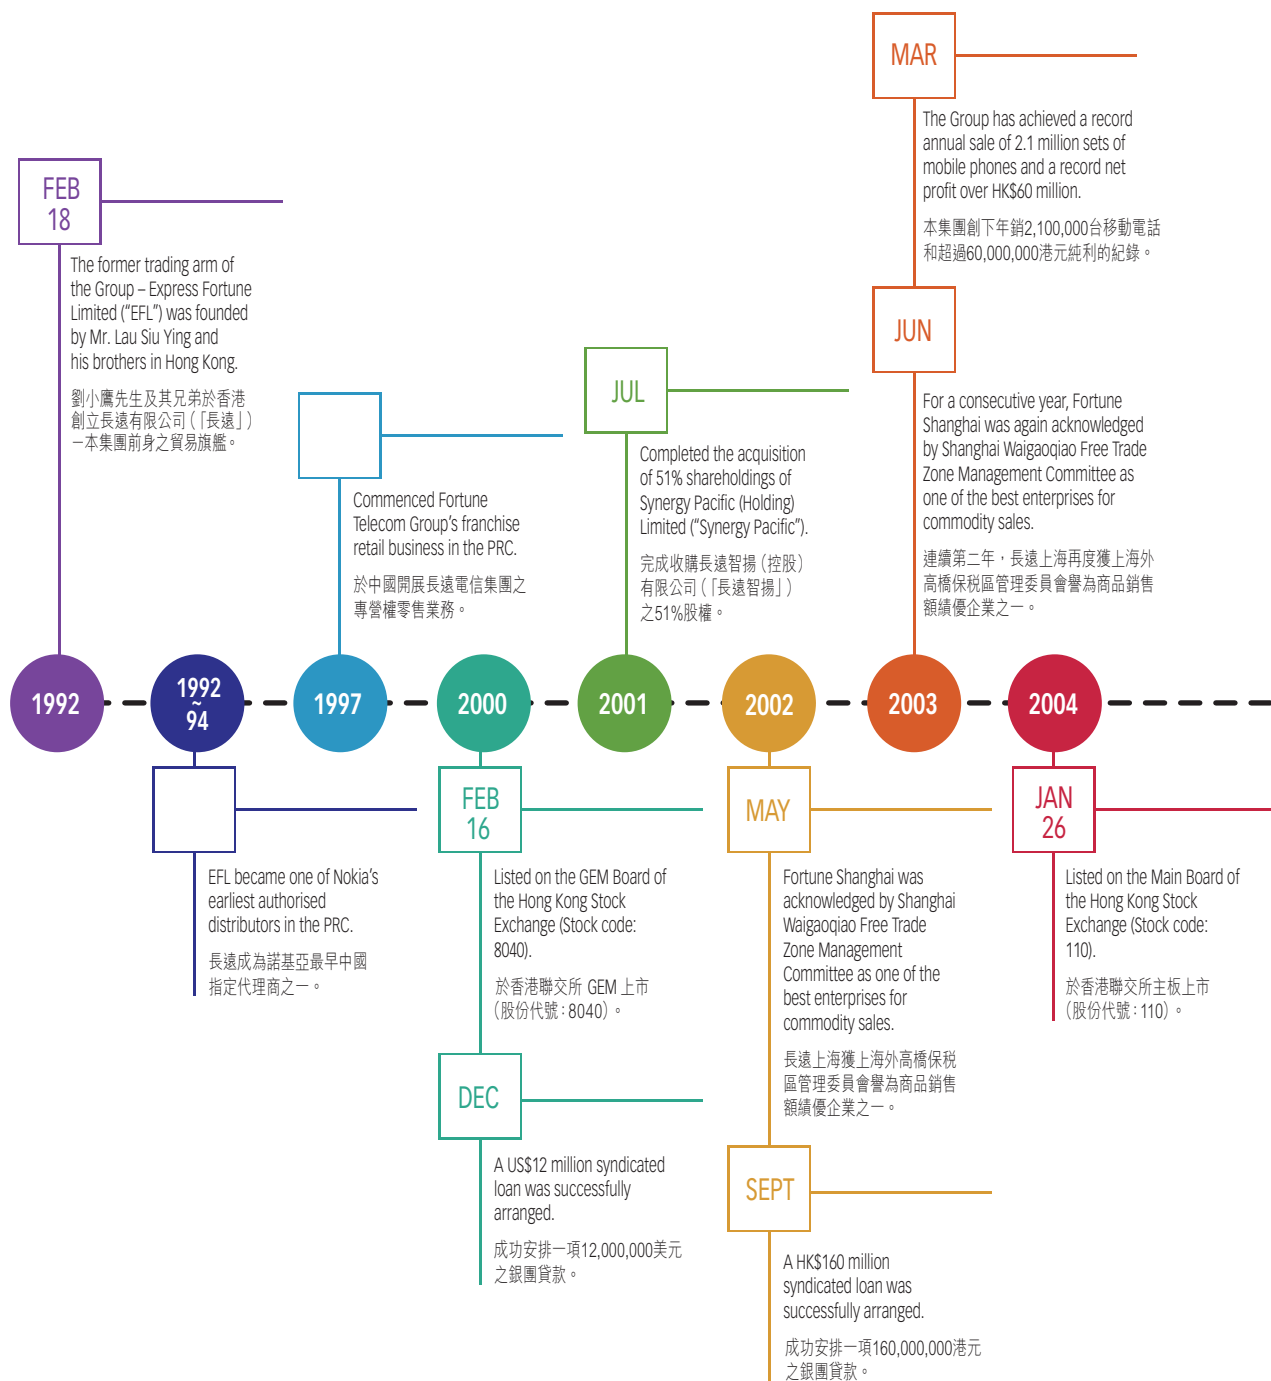 1992
FEB
18
The former trading arm of
the Group – Express Fortune
Limited (“EFL”) was founded
by Mr. Lau Siu Ying and
his brothers in Hong Kong.
劉小鷹先生及其兄弟於香港
創立長遠有限公司（「長遠」）
－本集團前身之貿易旗艦。
1992
~
94
EFL became one of Nokia’s
earliest authorised
distributors in the PRC.
長遠成為諾基亞最早中國
指定代理商之一。
1997
Commenced Fortune
Telecom Group’s franchise
retail business in the PRC.
於中國開展長遠電信集團之
專營權零售業務。
2000
FEB
16
Listed on the GEM Board of
the Hong Kong Stock
Exchange (Stock code:
8040).
於香港聯交所 GEM 上市
（股份代號：8040）。
DEC
A US$12 million syndicated
loan was successfully
arranged.
成功安排一項12,000,000美元
之銀團貸款。
2001
JUL
Completed the acquisition
of 51% shareholdings of
Synergy Pacific (Holding)
Limited (“Synergy Pacific”).
完成收購長遠智揚（控股）
有限公司（「長遠智揚」）
之51%股權。
2002
MAY
Fortune Shanghai was
acknowledged by Shanghai
Waigaoqiao Free Trade
Zone Management
Committee as one of the
best enterprises for
commodity sales.
長遠上海獲上海外高橋保稅
區管理委員會譽為商品銷售
額績優企業之一。
SEPT
A HK$160 million
syndicated loan was
successfully arranged.
成功安排一項160,000,000港元
之銀團貸款。
2003
MAR
The Group has achieved a record
annual sale of 2.1 million sets of
mobile phones and a record net
profit over HK$60 million.
本集團創下年銷2,100,000台移動電話
和超過60,000,000港元純利的紀錄。
JUN
For a consecutive year, Fortune
Shanghai was again acknowledged
by Shanghai Waigaoqiao Free Trade
Zone Management Committee as
one of the best enterprises for
commodity sales.
連續第二年，長遠上海再度獲上海外
高橋保稅區管理委員會譽為商品銷售
額績優企業之一。
2004
JAN
26
Listed on the Main Board of
the Hong Kong Stock
Exchange (Stock code:
110).
於香港聯交所主板上市
（股份代號：110）。